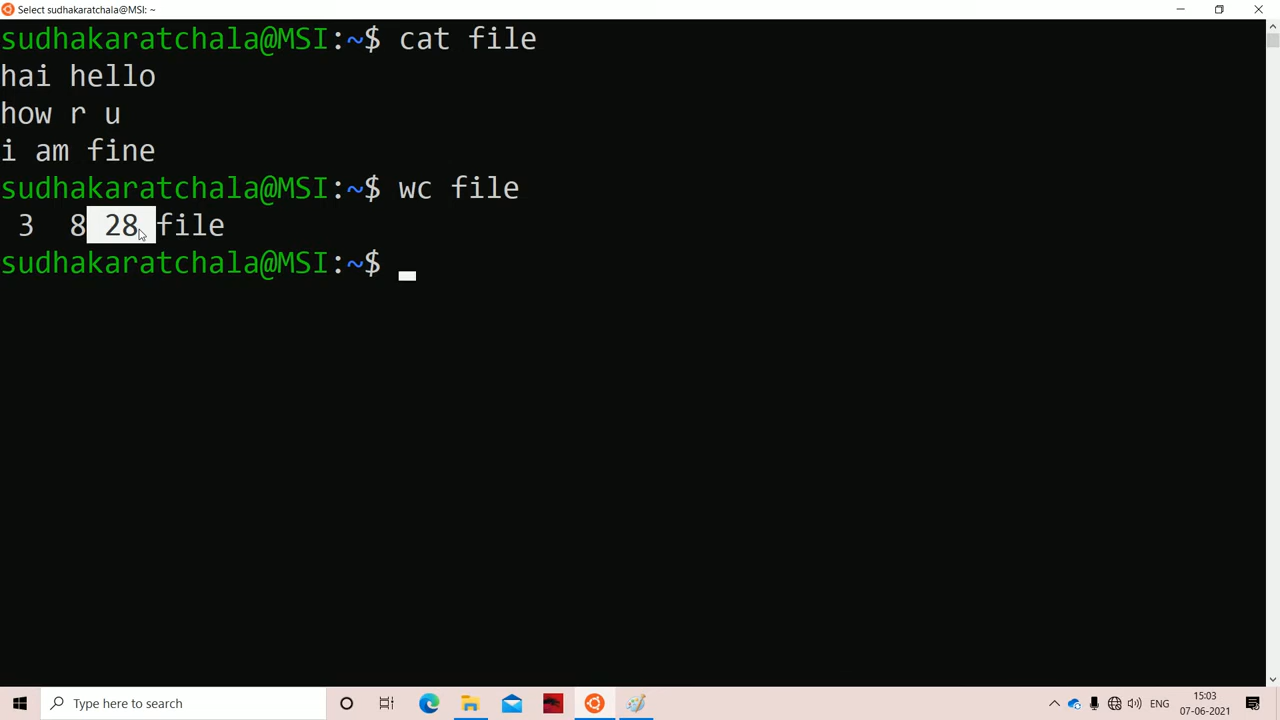 Select sudhakaratchala@MSI: ~
sudhakaratchala@MSI:~$ cat file
hai hello
how r u
i am fine
sudhakaratchala@MSI:~$ wc file
 3  8 28 file
sudhakaratchala@MSI:~$
Type here to search
ENG
15:03
07-06-2021